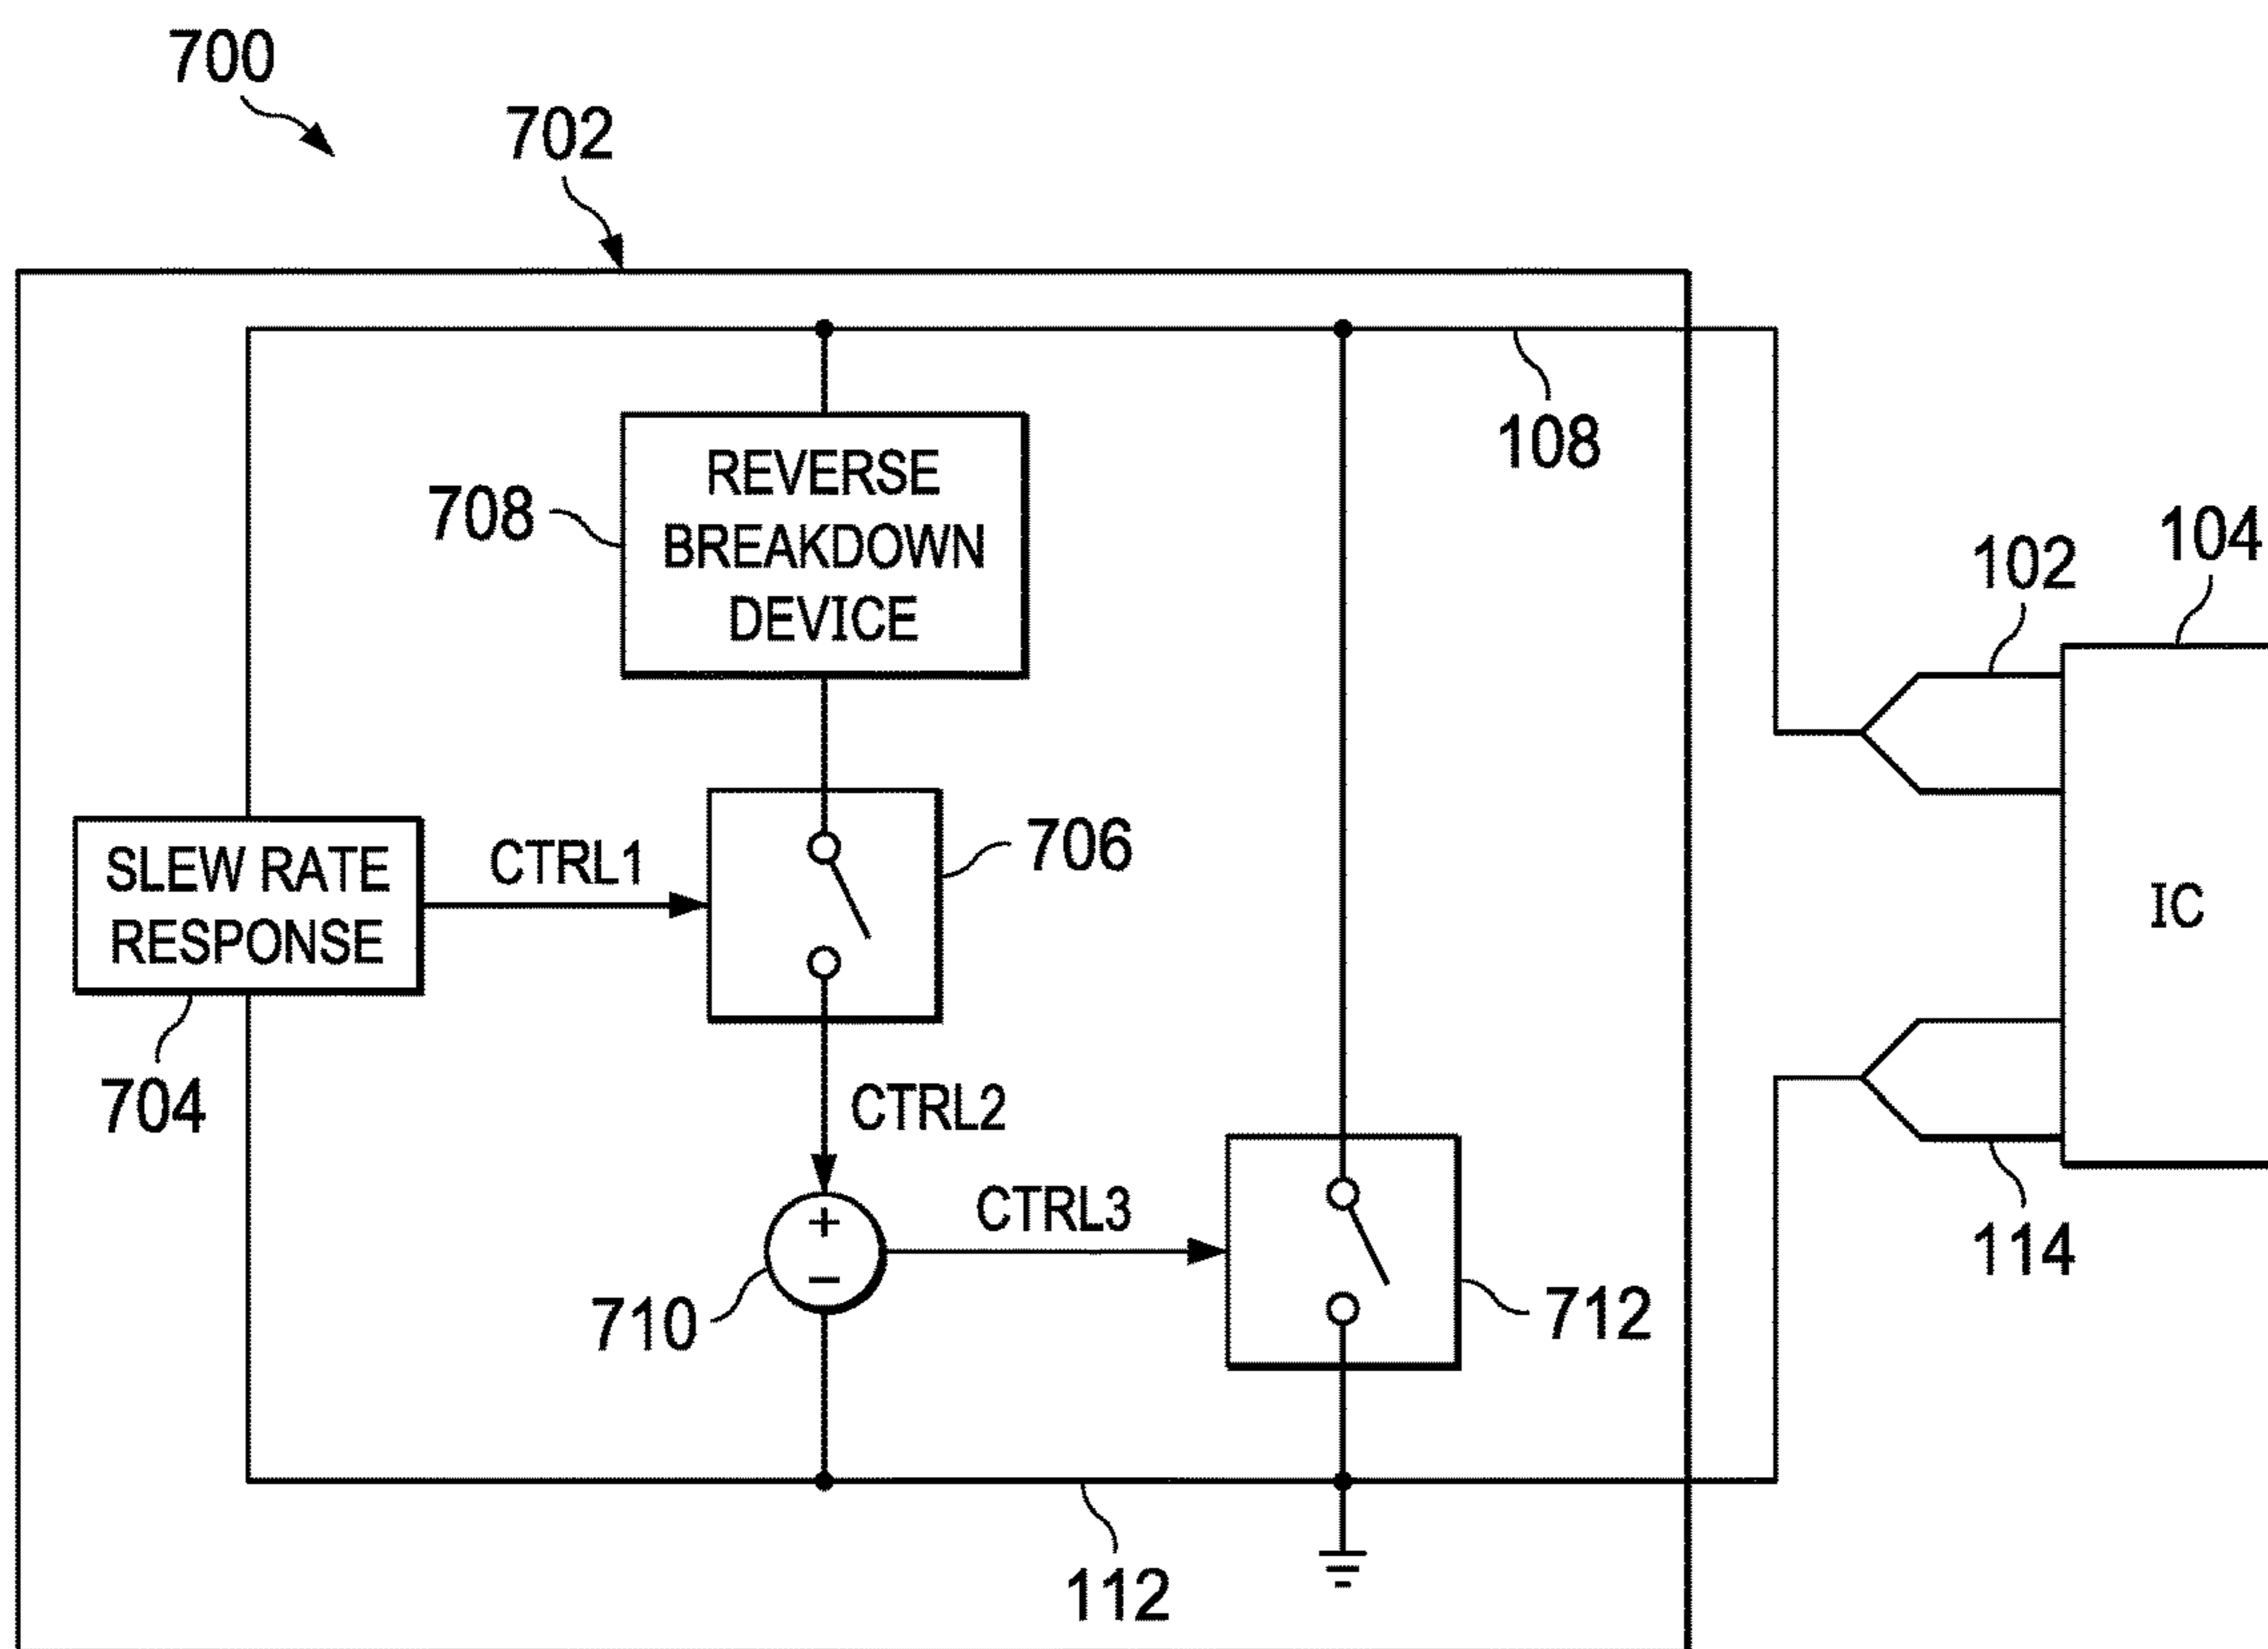 700
702
108
REVERSE
BREAKDOWN
DEVICE
708
104
102
SLEW RATE
RESPONSE
CTRL1
706
IC
704
CTRL2
CTRL3
+
−
710
712
114
112